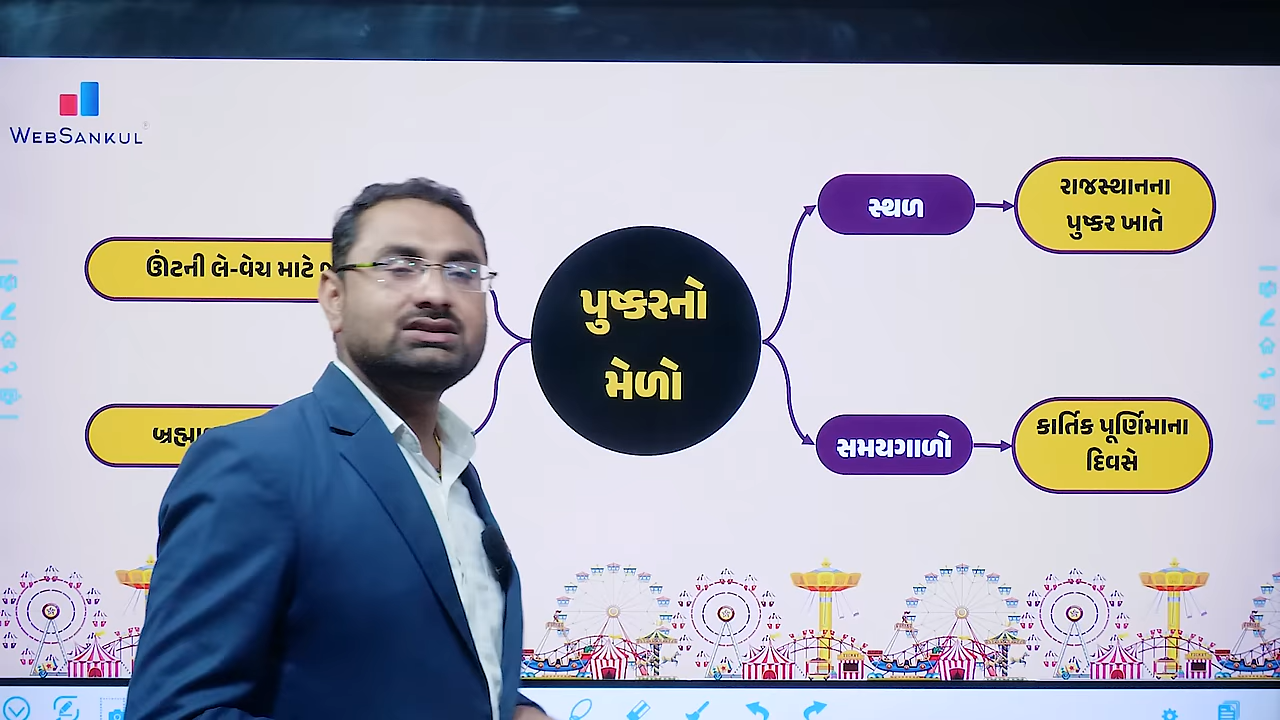 WEBSANKUL
પુષ્કરનો
મેળો
સ્થળ
રાજસ્થાનના
પુષ્કર ખાતે
સમયગાળો
કાર્તિક પૂર્ણિમાના
દિવસે
ઊંટની લે-વેચ માટે